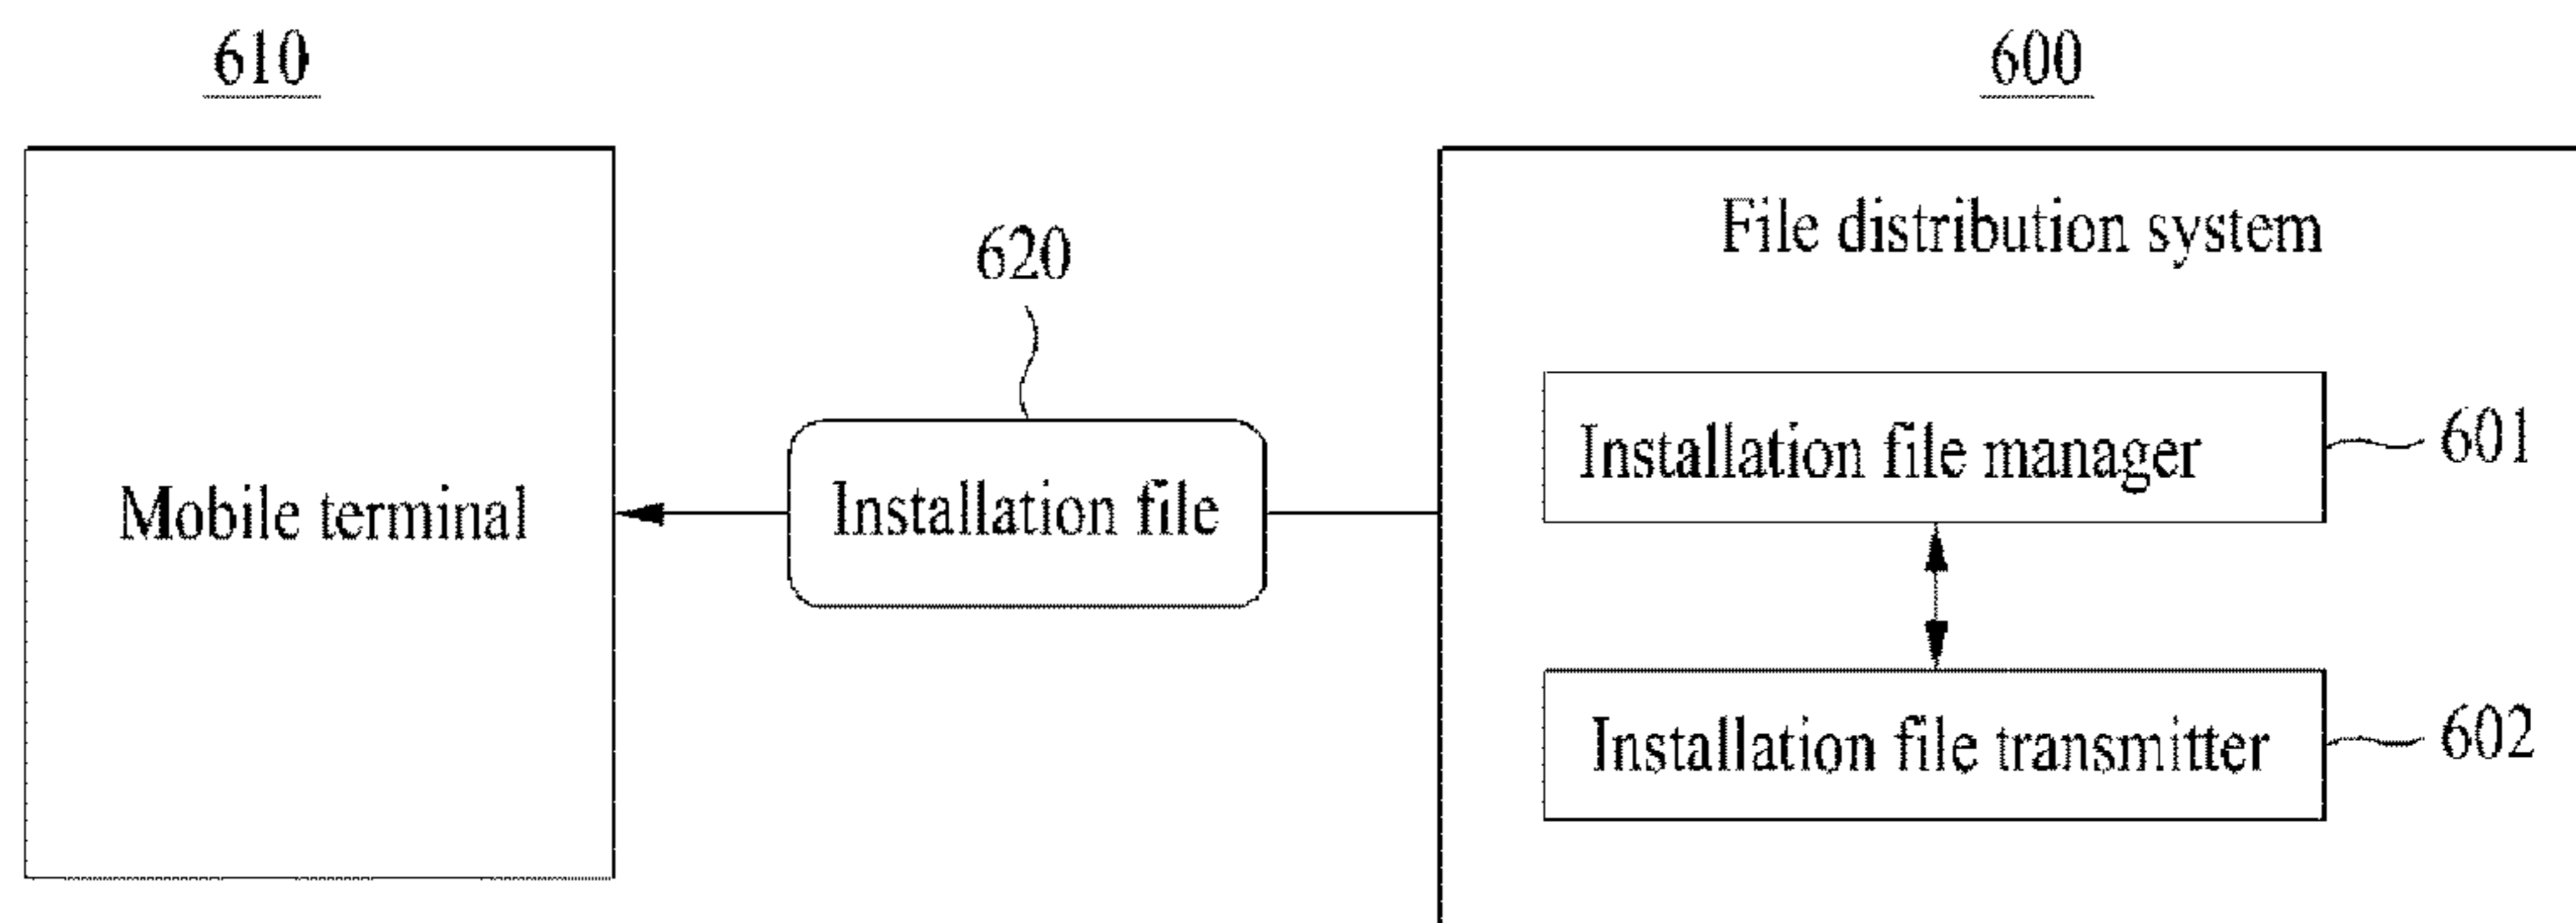 610
600
File distribution system
620
Installation file manager
601
Installation file
Mobile terminal
Installation file transmitter
602